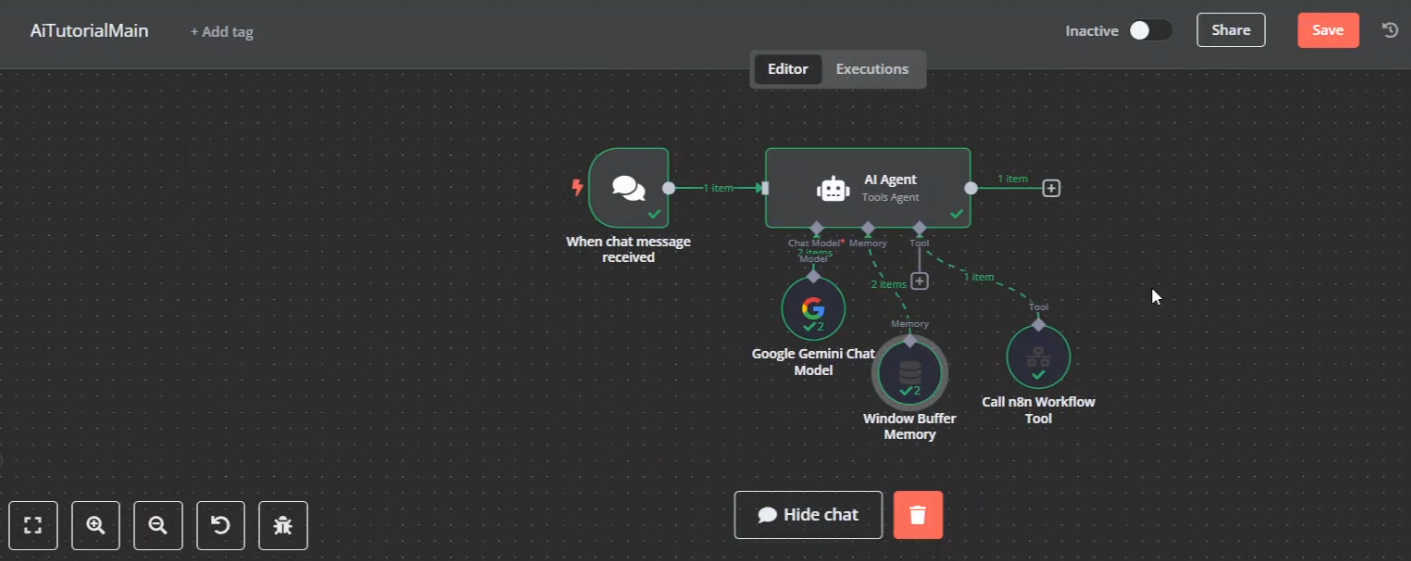 AiTutorialMain
+ Add tag
Inactive
Share
Save
Editor
Executions
1 item
AI Agent
Tools Agent
1 item
When chat message
received
Chat Model*
Memory
Tool
2 items
Model
2 items
1 item
Memory
Tool
2
Google Gemini Chat
Model
2
Window Buffer
Memory
Call n8n Workflow
Tool
Hide chat